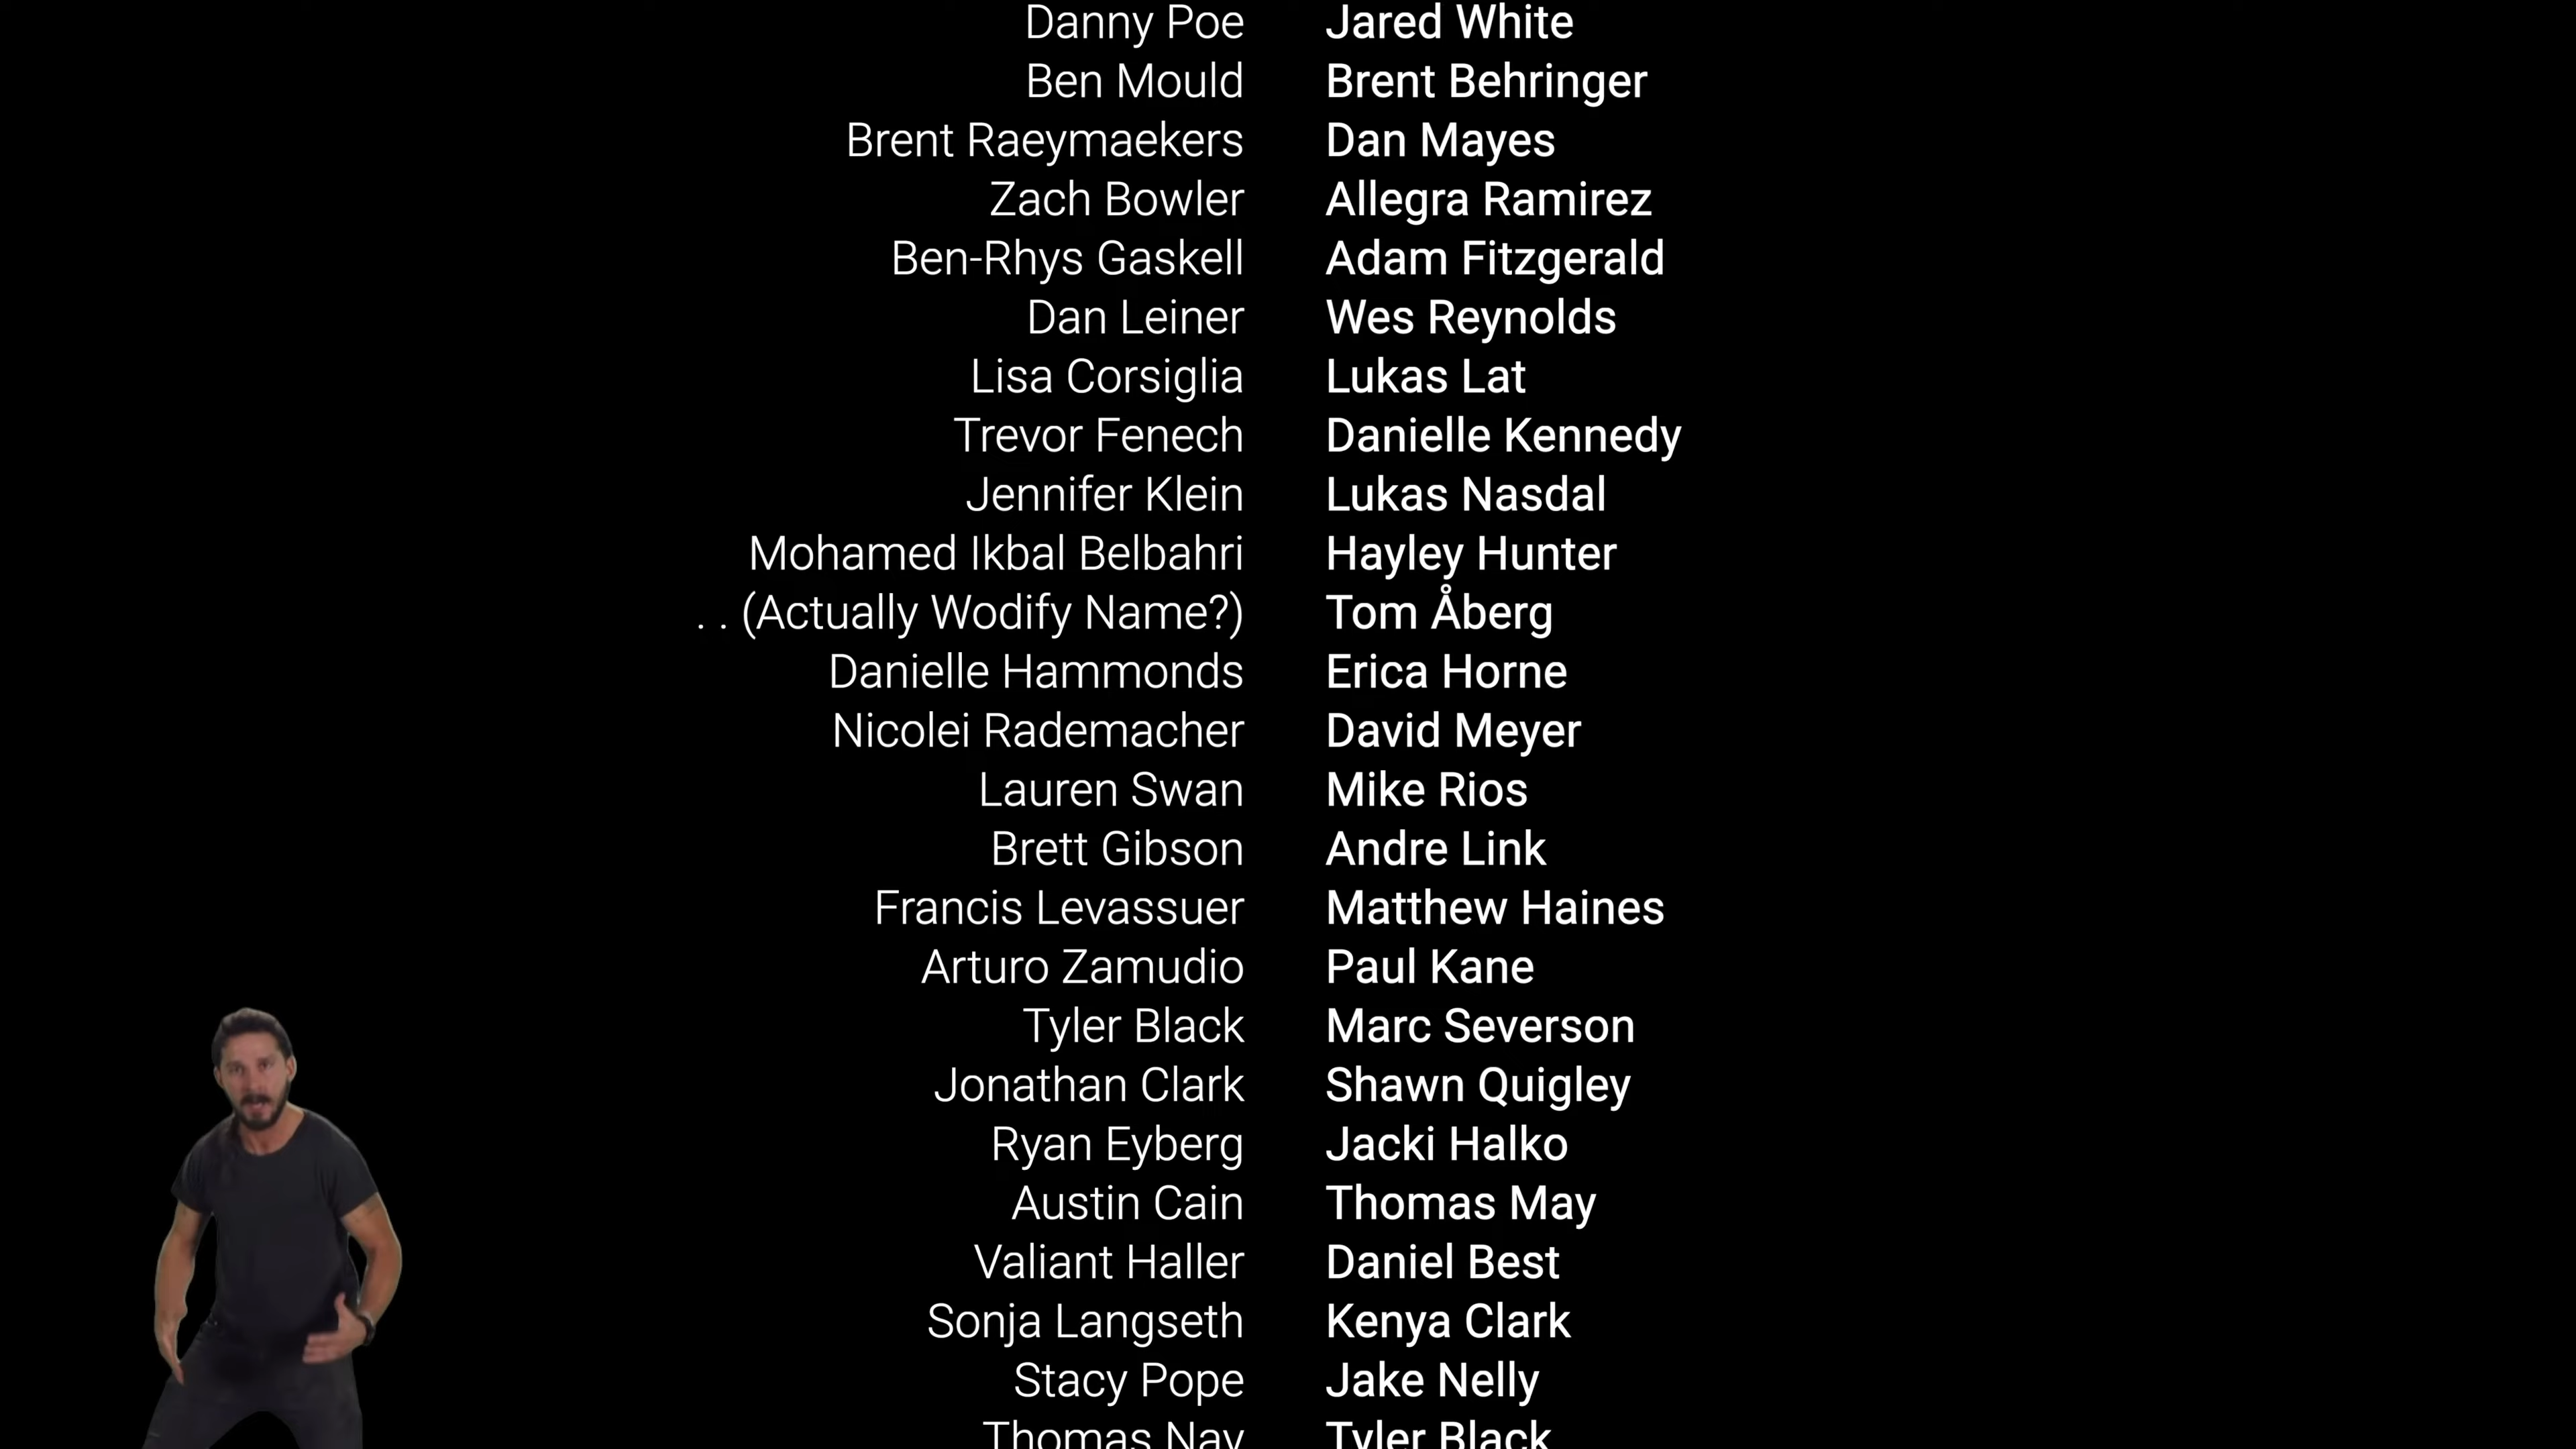 Danny Poe Jared White
Ben Mould Brent Behringer
Brent Raeymaekers Dan Mayes
Zach Bowler Allegra Ramirez
Ben-Rhys Gaskell Adam Fitzgerald
Dan Leiner Wes Reynolds
Lisa Corsiglia Lukas Lat
Trevor Fenech Danielle Kennedy
Jennifer Klein Lukas Nasdal
Mohamed Ikbal Belbahri Hayley Hunter
. . (Actually Wodify Name?) Tom Åberg
Danielle Hammonds Erica Horne
Nicolei Rademacher David Meyer
Lauren Swan Mike Rios
Brett Gibson Andre Link
Francis Levassuer Matthew Haines
Arturo Zamudio Paul Kane
Tyler Black Marc Severson
Jonathan Clark Shawn Quigley
Ryan Eyberg Jacki Halko
Austin Cain Thomas May
Valiant Haller Daniel Best
Sonja Langseth Kenya Clark
Stacy Pope Jake Nelly
Thomas Nay Tyler Black